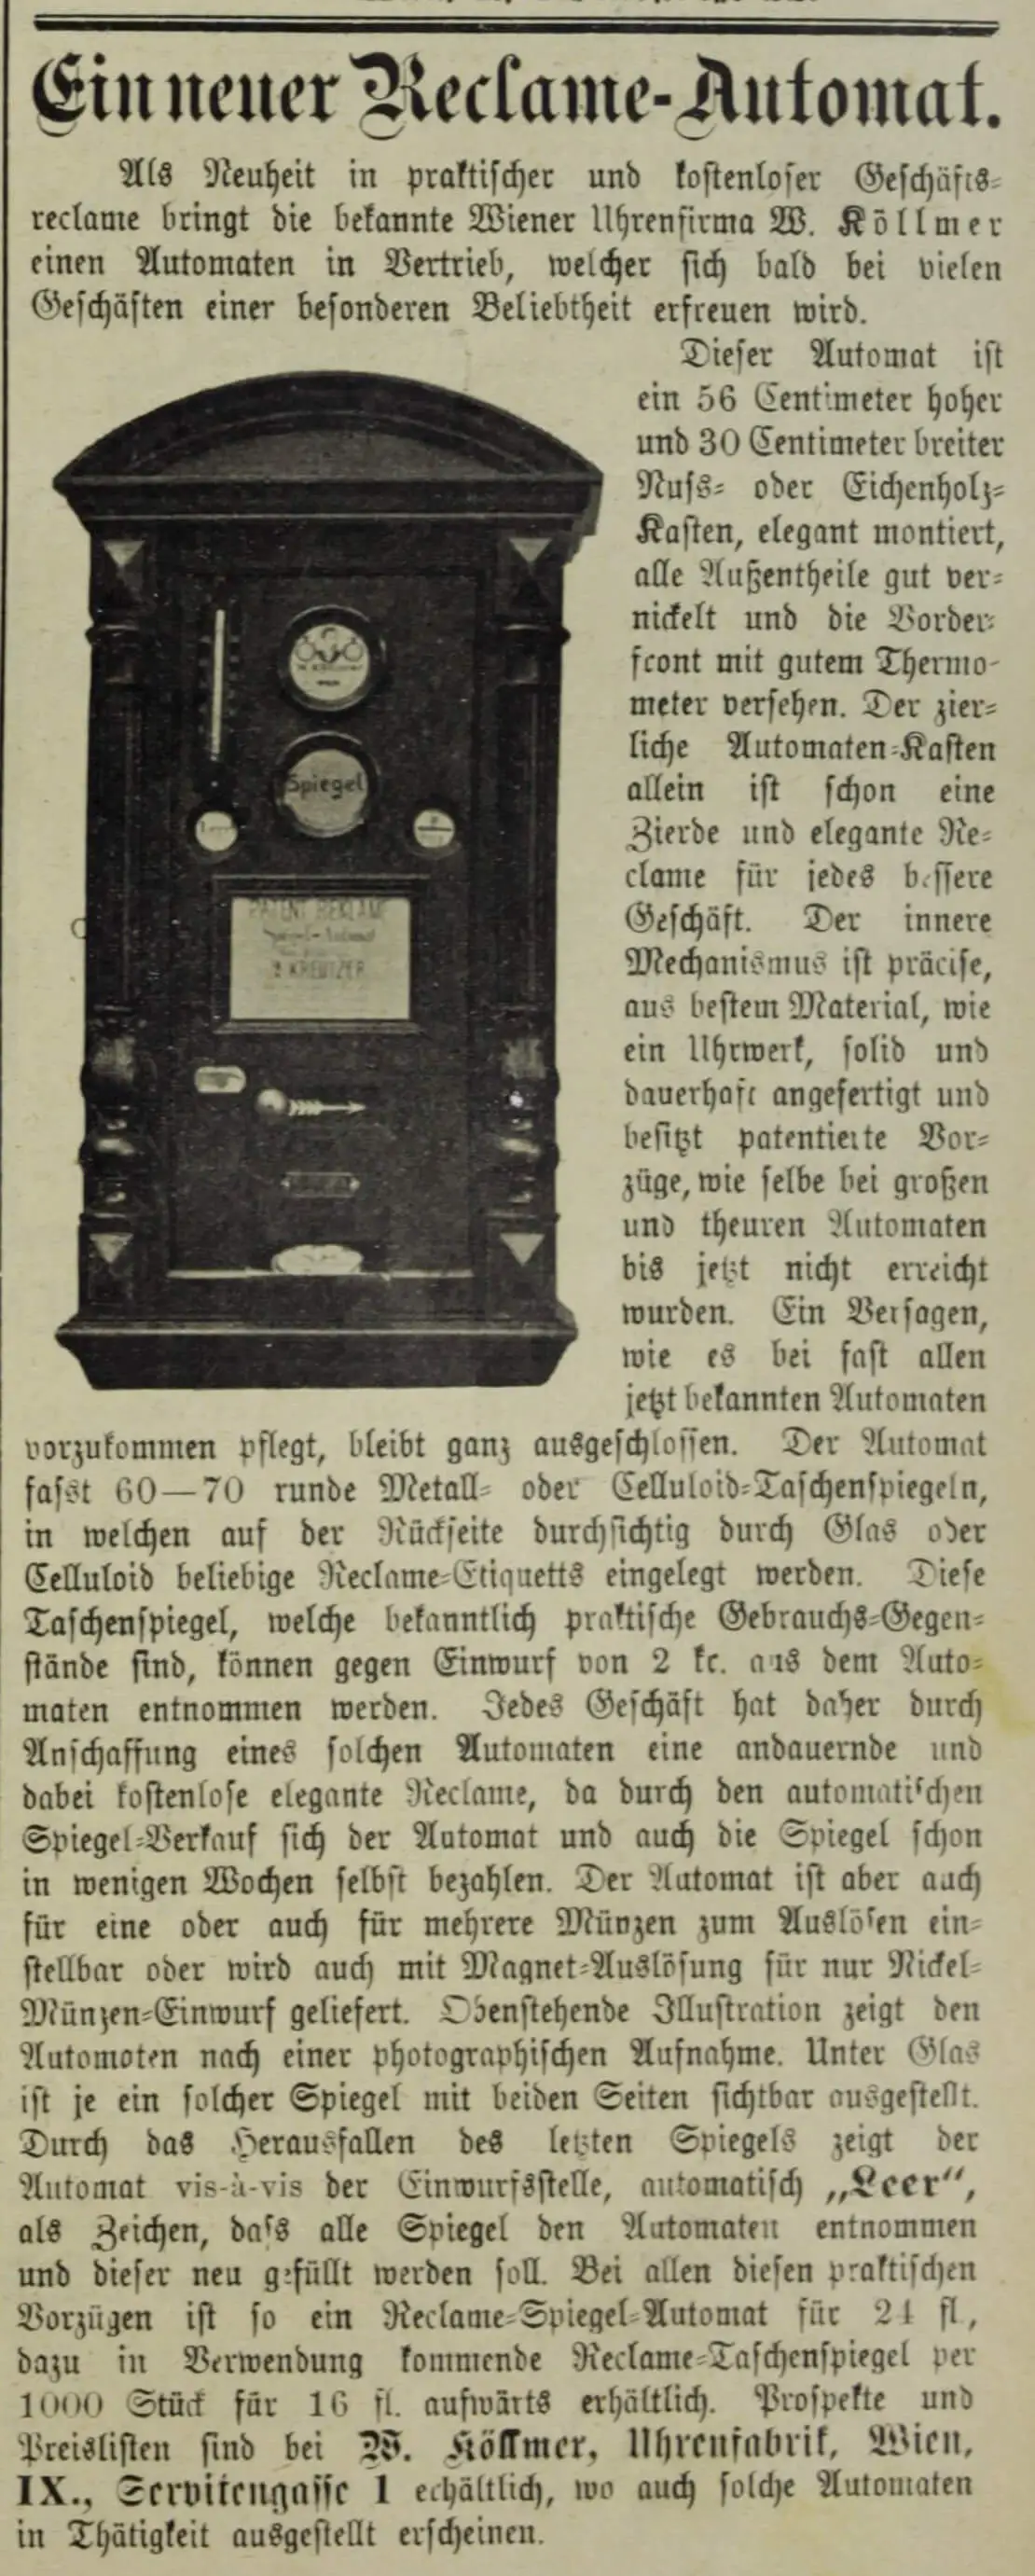 Ein neuer Reclame-Automat.
Als Neuheit in praktischer und kostenloser Geschäfts-
reclame bringt die bekannte Wiener Uhrenfirma W. Köllmer
einen Automaten in Vertrieb, welcher sich bald bei vielen
Geschäften einer besonderen Beliebtheit erfreuen wird.
Dieser Automat ist
ein 56 Centimeter hoher
und 30 Centimeter breiter
Nuss- oder Eichenholz-
Kasten, elegant montiert,
alle Außentheile gut ver-
nickelt und die Vorder-
front mit gutem Thermo-
meter versehen. Der zier-
liche Automaten-Kasten
allein ist schon eine
Zierde und elegante Re-
clame für jedes bessere
Geschäft. Der innere
Mechanismus ist präcise,
aus bestem Material, wie
ein Uhrwerk, solid und
dauerhaft angefertigt und
besitzt patentierte Vor-
züge, wie selbe bei großen
und theuren Automaten
bis jetzt nicht erreicht
wurden. Ein Versagen,
wie es bei fast allen
jetzt bekannten Automaten
Spiegel
PATENT REKLAME
Spiegel-Automat
2 KREUTZER
vorzukommen pflegt, bleibt ganz ausgeschlossen. Der Automat
fasst 60—70 runde Metall- oder Celluloid-Taschenspiegeln,
in welchen auf der Rückseite durchsichtig durch Glas oder
Celluloid beliebige Reclame-Etiquetts eingelegt werden. Diese
Taschenspiegel, welche bekanntlich praktische Gebrauchs-Gegen-
stände sind, können gegen Einwurf von 2 kr. aus dem Auto-
maten entnommen werden. Jedes Geschäft hat daher durch
Anschaffung eines solchen Automaten eine andauernde und
dabei kostenlose elegante Reclame, da durch den automatischen
Spiegel-Verkauf sich der Automat und auch die Spiegel schon
in wenigen Wochen selbst bezahlen. Der Automat ist aber auch
für eine oder auch für mehrere Münzen zum Auslösen ein-
stellbar oder wird auch mit Magnet-Auslösung für nur Nickel-
Münzen-Einwurf geliefert. Obenstehende Illustration zeigt den
Automaten nach einer photographischen Aufnahme. Unter Glas
ist je ein solcher Spiegel mit beiden Seiten sichtbar ausgestellt.
Durch das Herausfallen des letzten Spiegels zeigt der
Automat vis-à-vis der Einwurfsstelle, automatisch „Leer“,
als Zeichen, dass alle Spiegel den Automaten entnommen
und dieser neu gefüllt werden soll. Bei allen diesen praktischen
Vorzügen ist so ein Reclame-Spiegel-Automat für 24 fl.,
dazu in Verwendung kommende Reclame-Taschenspiegel per
1000 Stück für 16 fl. aufwärts erhältlich. Prospekte und
Preislisten sind bei W. Köllmer, Uhrenfabrik, Wien,
IX., Servitengasse 1 erhältlich, wo auch solche Automaten
in Thätigkeit ausgestellt erscheinen.